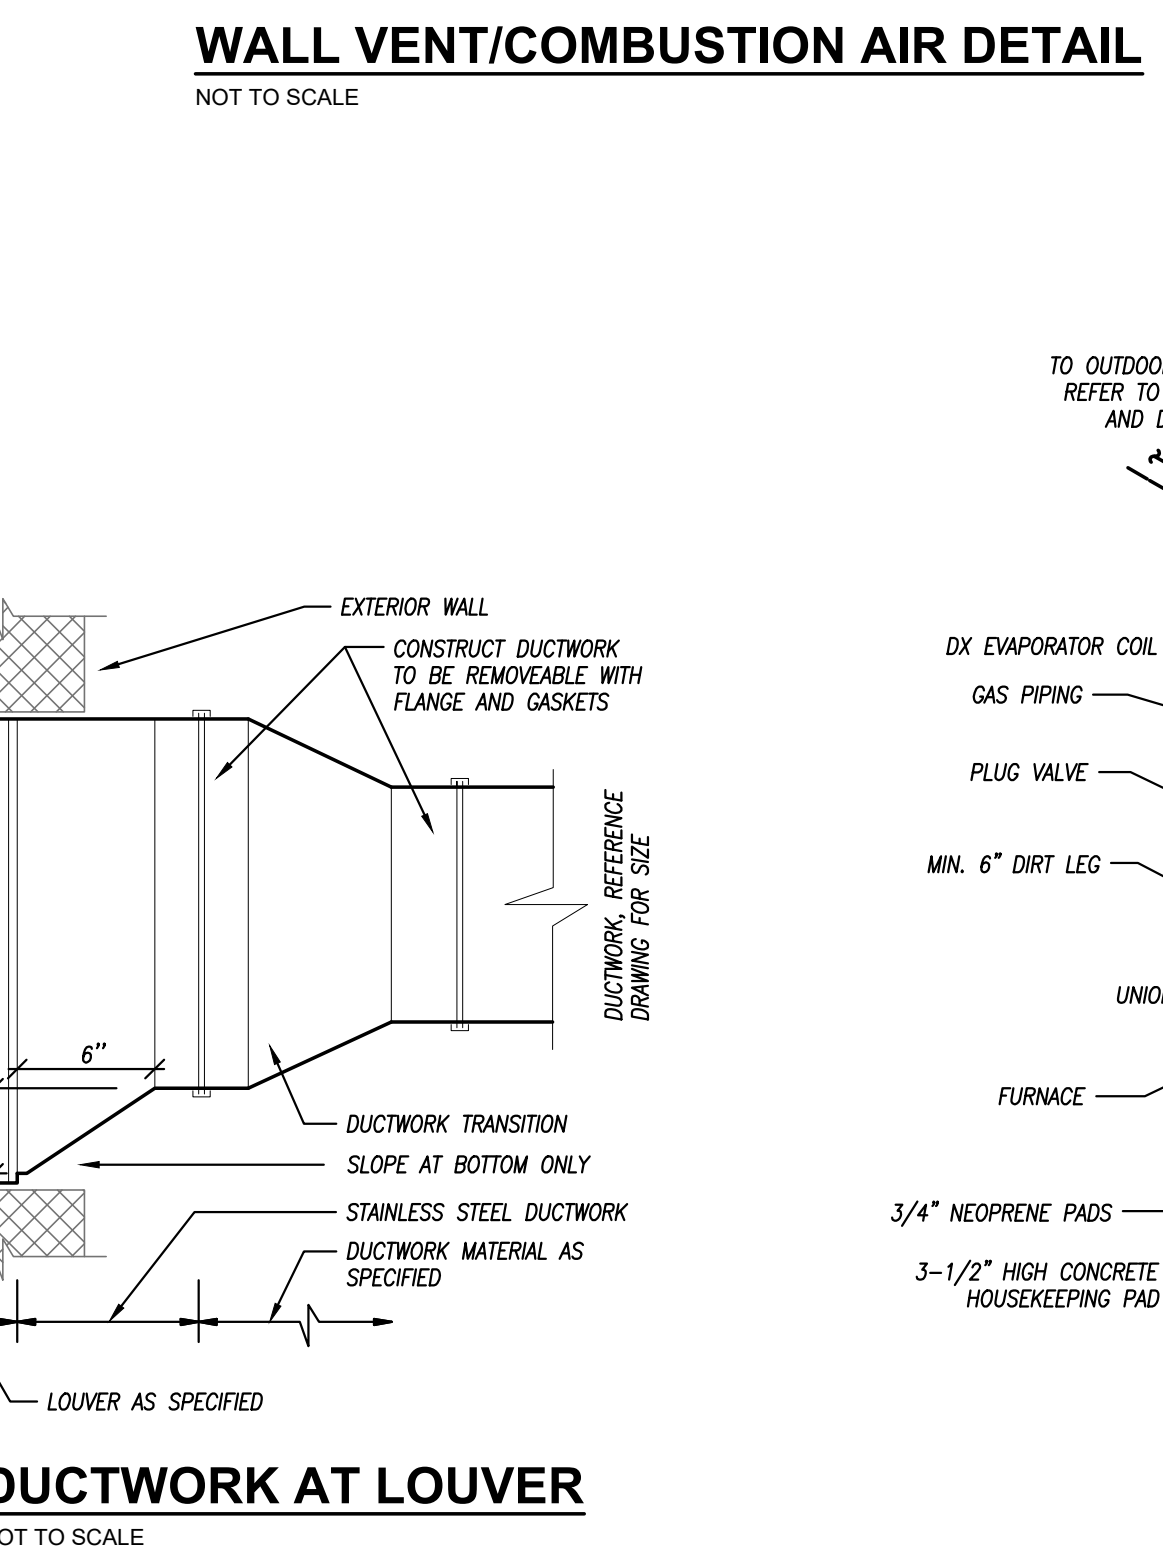 WALL VENT/COMBUSTION AIR DETAIL
NOT TO SCALE
TO
REFER TO
AND
EXTERIOR WALL
CONSTRUCT DUCTWORK
TO BE REMOVEABLE WITH
FLANGE AND GASKETS
DUCTWORK, REFERENCE
DRAWING FOR SIZE
6"
DUCTWORK TRANSITION
SLOPE AT BOTTOM ONLY
STAINLESS STEEL DUCTWORK
DUCTWORK MATERIAL AS
SPECIFIED
LOUVER AS SPECIFIED
DUCTWORK AT LOUVER
TO SCALE
DX EVAPORATOR COIL
GAS PIPING
PLUG VALVE
MIN. 6" DIRT LEG
FURNACE
3/4" NEOPRENE PADS
3-1/2" HIGH CONCRETE
HOUSEKEEPING PAD